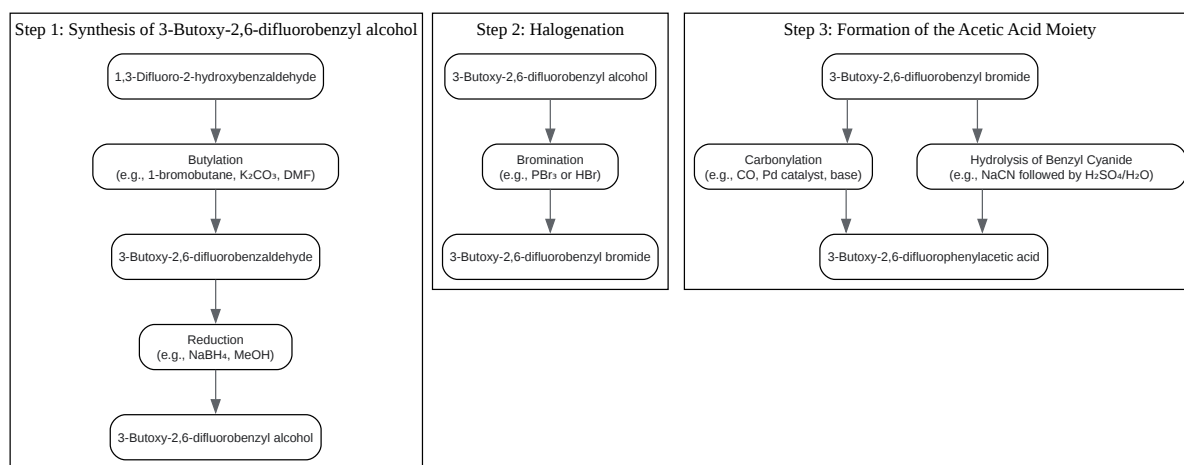 Step 1: Synthesis of 3-Butoxy-2,6-difluorobenzyl alcohol
1,3-Difluoro-2-hydroxybenzaldehyde
Butylation
(e.g., 1-bromobutane, K₂CO₃, DMF)
3-Butoxy-2,6-difluorobenzaldehyde
Reduction
(e.g., NaBH₄, MeOH)
3-Butoxy-2,6-difluorobenzyl alcohol
Step 2: Halogenation
3-Butoxy-2,6-difluorobenzyl alcohol
Bromination
(e.g., PBr₃ or HBr)
3-Butoxy-2,6-difluorobenzyl bromide
Step 3: Formation of the Acetic Acid Moiety
3-Butoxy-2,6-difluorobenzyl bromide
Carbonylation
(e.g., CO, Pd catalyst, base)
Hydrolysis of Benzyl Cyanide
(e.g., NaCN followed by H₂SO₄/H₂O)
3-Butoxy-2,6-difluorophenylacetic acid